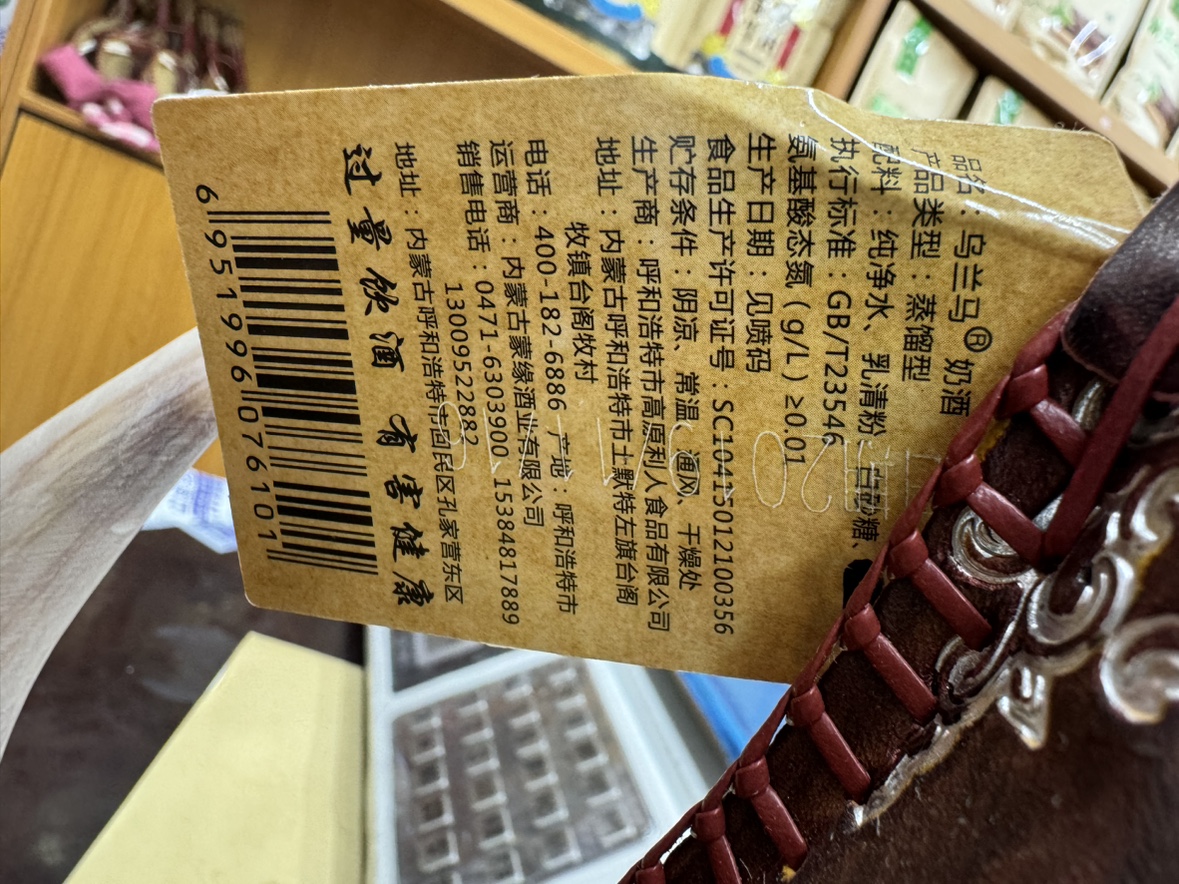 品名：乌兰马® 奶酒
产品类型：蒸馏型
配料：纯净水、乳清粉、白砂糖、
执行标准：GB/T23546
氨基酸态氮（g/L）≥0.01
生产日期：见喷码
食品生产许可证号：SC10415012100356
贮存条件：阴凉、常温、通风、干燥处
生产商：呼和浩特市高原利人食品有限公司
地址：内蒙古呼和浩特市土默特左旗台阁
牧镇台阁牧村
电话：400-182-6886 产地：呼和浩特市
运营商：内蒙古蒙缘酒业有限公司
销售电话：0471-6303900 15384817889
13009522882
地址：内蒙古呼和浩特市回民区孔家营东区
过量饮酒 有害健康
6951996076101